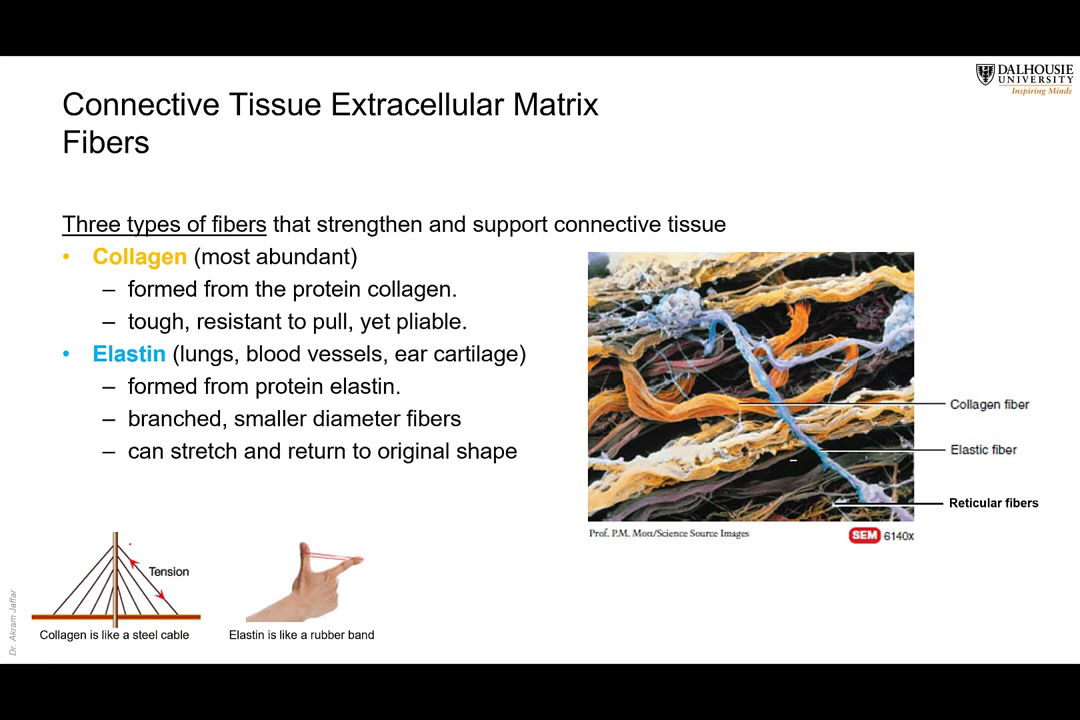 DALHOUSIE
UNIVERSITY
Inspiring Minds
Connective Tissue Extracellular Matrix
Fibers
Three types of fibers that strengthen and support connective tissue
• Collagen (most abundant)
– formed from the protein collagen.
– tough, resistant to pull, yet pliable.
• Elastin (lungs, blood vessels, ear cartilage)
– formed from protein elastin.
– branched, smaller diameter fibers
– can stretch and return to original shape
Collagen fiber
Elastic fiber
Reticular fibers
Prof. P.M. Motta/Science Source Images
SEM 6140x
Tension
Collagen is like a steel cable
Elastin is like a rubber band
Dr. Akram Jaffar